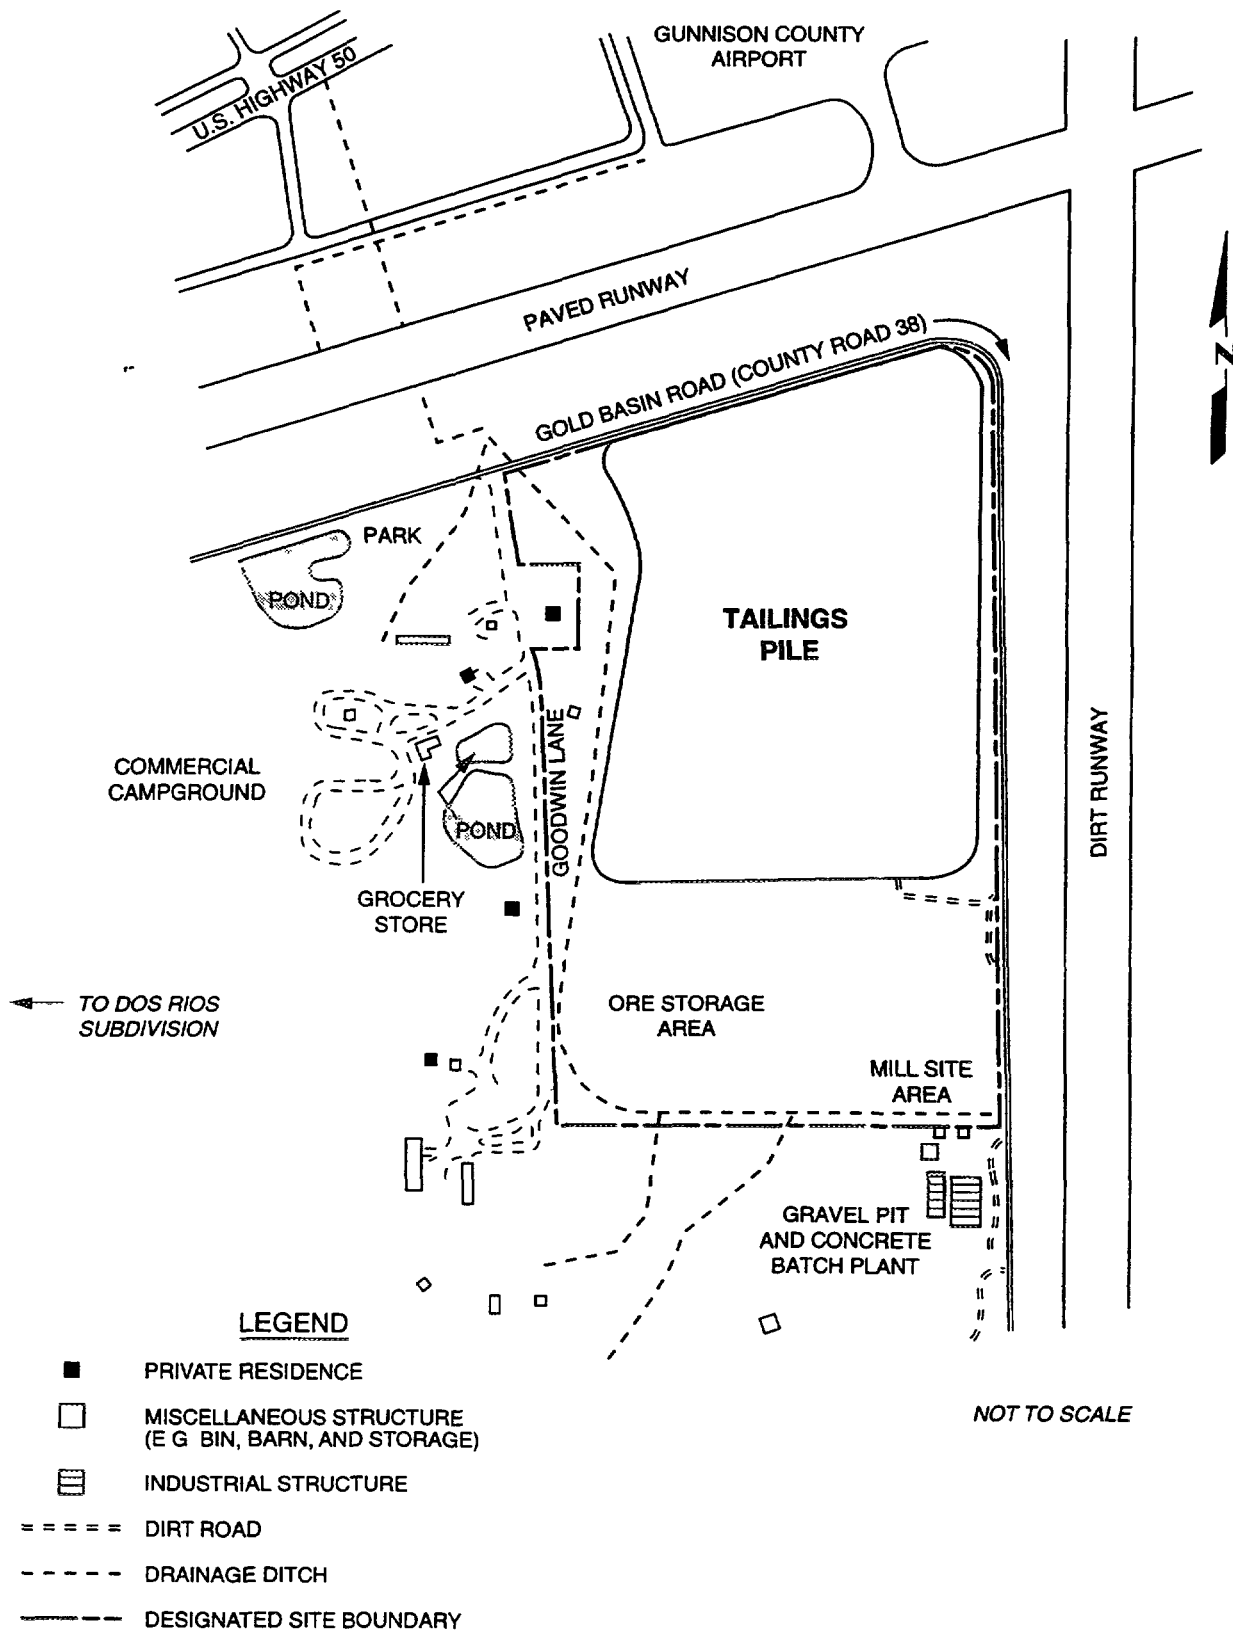 GUNNISON COUNTY
AIRPORT
U.S. HIGHWAY 50
PAVED RUNWAY
GOLD BASIN ROAD (COUNTY ROAD 38)
N
PARK
POND
TAILINGS
PILE
GOODWIN LANE
DIRT RUNWAY
COMMERCIAL
CAMPGROUND
POND
GROCERY
STORE
TO DOS RIOS
SUBDIVISION
ORE STORAGE
AREA
MILL SITE
AREA
GRAVEL PIT
AND CONCRETE
BATCH PLANT
LEGEND
PRIVATE RESIDENCE
MISCELLANEOUS STRUCTURE
(E G BIN, BARN, AND STORAGE)
INDUSTRIAL STRUCTURE
DIRT ROAD
DRAINAGE DITCH
DESIGNATED SITE BOUNDARY
NOT TO SCALE